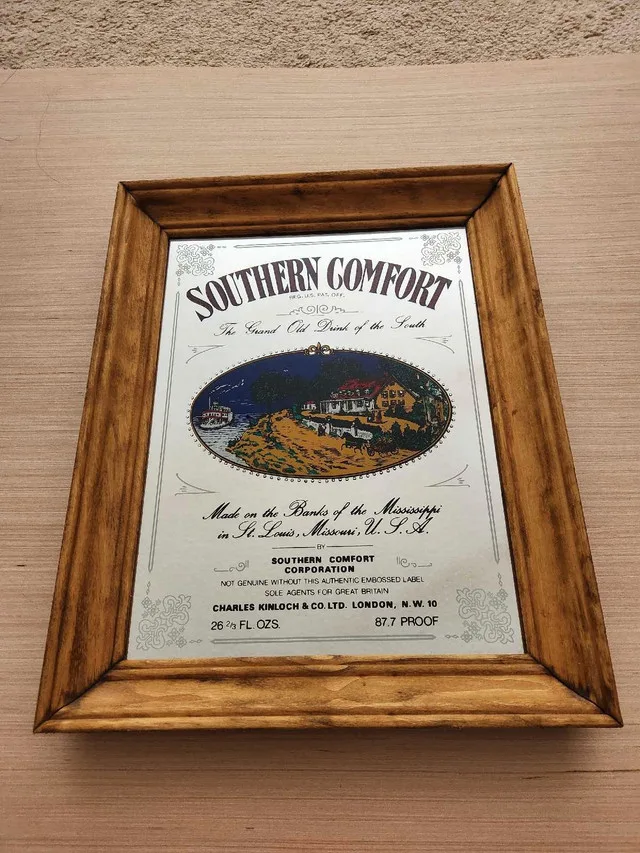 SOUTHERN COMFORT
REG. U.S. PAT. OFF.
The Grand Old Drink of the South
Made on the Banks of the Mississippi
in St. Louis, Missouri, U. S. A.
BY
SOUTHERN COMFORT
CORPORATION
NOT GENUINE WITHOUT THIS AUTHENTIC EMBOSSED LABEL
SOLE AGENTS FOR GREAT BRITAIN
CHARLES KINLOCH & CO. LTD. LONDON, N.W. 10
26 2/3 FL. OZS. 87.7 PROOF